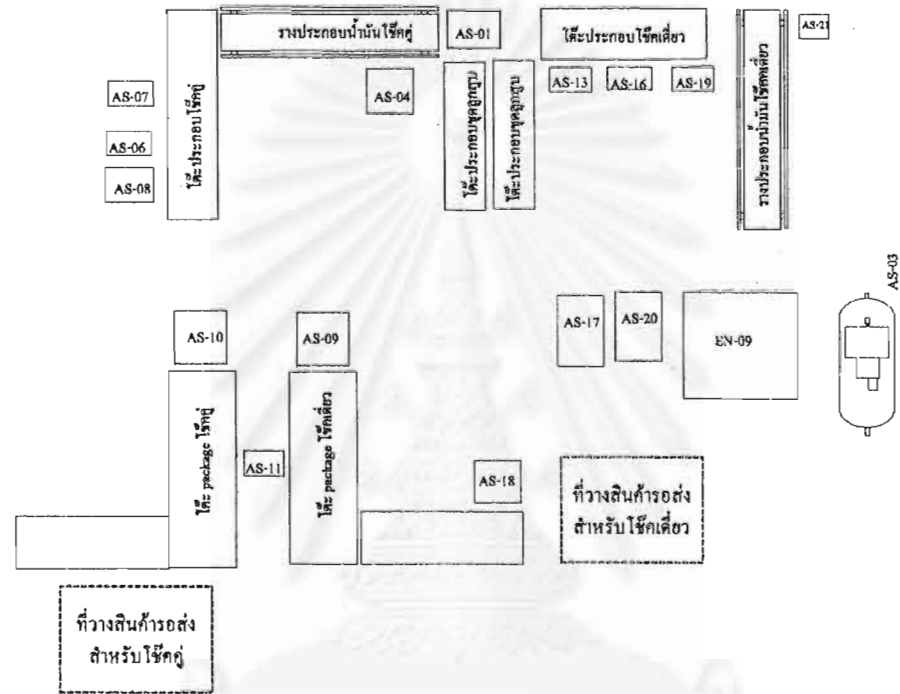 รางประกอบน้ำมันโช๊คคู่
AS-01
โต๊ะประกอบโช๊คเดี่ยว
AS-21
AS-07
AS-04
AS-13
AS-16
AS-19
AS-06
AS-08
โต๊ะประกอบโช๊คคู่
โต๊ะประกอบชุดลูกสูบ
โต๊ะประกอบชุดลูกสูบ
รางประกอบน้ำมันโช๊คเดี่ยว
AS-03
AS-10
AS-09
AS-17
AS-20
EN-09
โต๊ะ package โช๊คคู่
AS-11
โต๊ะ package โช๊คเดี่ยว
AS-18
ที่วางสินค้ารอส่ง
สำหรับโช๊คเดี่ยว
ที่วางสินค้ารอส่ง
สำหรับโช๊คคู่